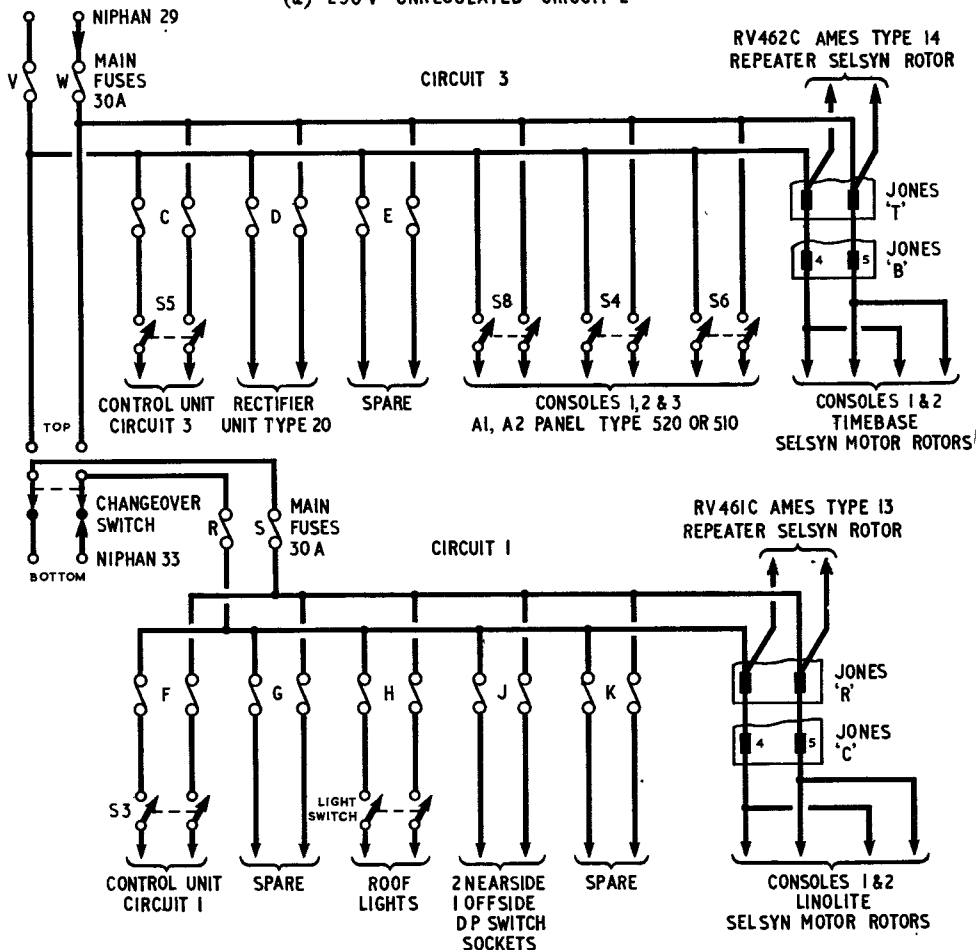 (a) 230V UNREGULATED CIRCUIT 2
NIPHAN 29
V
W
MAIN
FUSES
30A
CIRCUIT 3
RV462C AMES TYPE 14
REPEATER SELSYN ROTOR
C
D
E
JONES
'T'
4
5
JONES
'B'
S5
S8
S4
S6
CONTROL UNIT
CIRCUIT 3
RECTIFIER
UNIT TYPE 20
SPARE
CONSOLES 1,2 & 3
A1, A2 PANEL TYPE 520 OR 510
CONSOLES 1 & 2
TIMEBASE
SELSYN MOTOR ROTORS
TOP
CHANGEOVER
SWITCH
NIPHAN 33
BOTTOM
R
S
MAIN
FUSES
30A
CIRCUIT 1
RV461C AMES TYPE 13
REPEATER SELSYN ROTOR
F
G
H
J
K
JONES
'R'
4
5
JONES
'C'
S3
LIGHT
SWITCH
CONTROL UNIT
CIRCUIT 1
SPARE
ROOF
LIGHTS
2 NEARSIDE
1 OFFSIDE
DP SWITCH
SOCKETS
SPARE
CONSOLES 1 & 2
LINOLITE
SELSYN MOTOR ROTORS